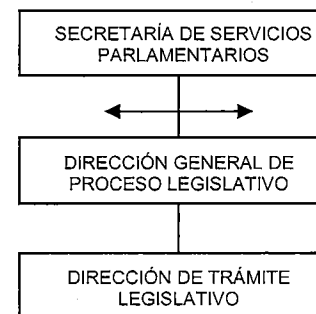 SECRETARÍA DE SERVICIOS
PARLAMENTARIOS
DIRECCIÓN GENERAL DE
PROCESO LEGISLATIVO
DIRECCIÓN DE TRÁMITE
LEGISLATIVO